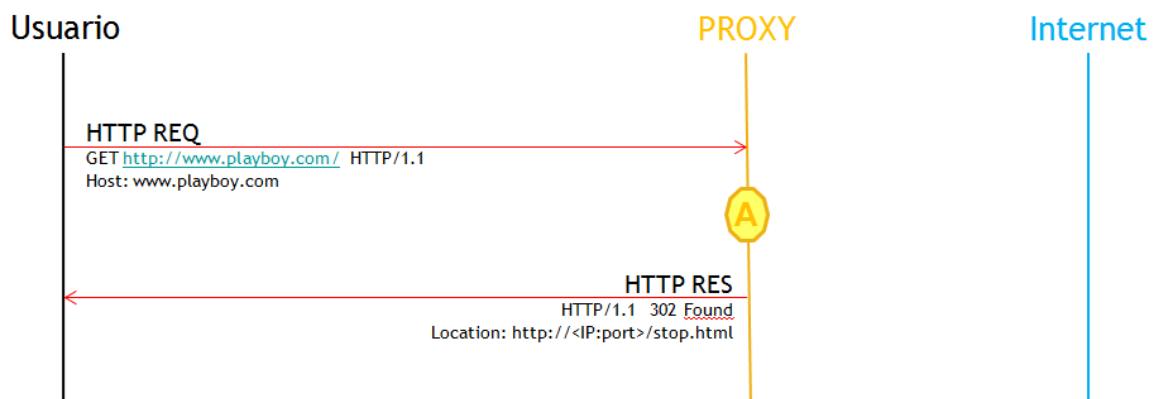 Usuario
PROXY
Internet
HTTP REQ
GET http://www.playboy.com/ HTTP/1.1
Host: www.playboy.com
A
HTTP RES
HTTP/1.1 302 Found
Location: http://<IP:port>/stop.html